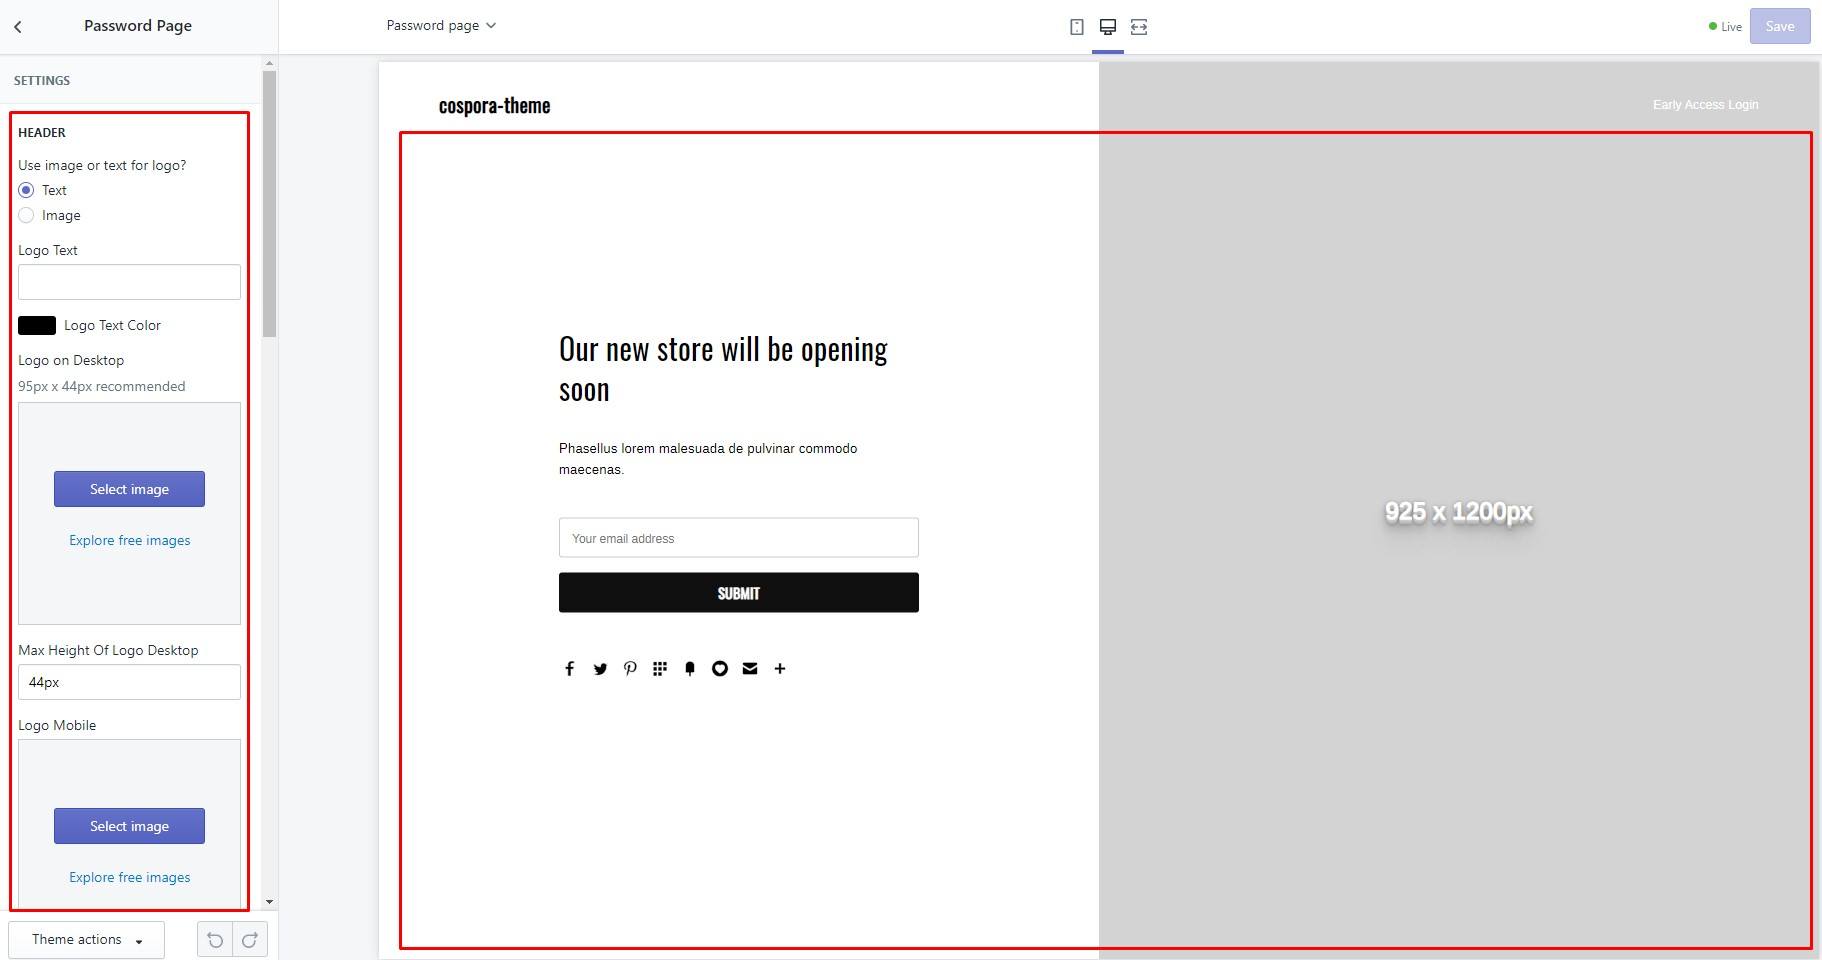 Password Page
Password page
Live
Save
SETTINGS
HEADER
Use image or text for logo?
Text
Image
Logo Text
Logo Text Color
Logo on Desktop
95px x 44px recommended
Select image
Explore free images
Max Height Of Logo Desktop
44px
Logo Mobile
Select image
Explore free images
Theme actions
cospora-theme
Early Access Login
Our new store will be opening
soon
Phasellus lorem malesuada de pulvinar commodo
maecenas.
Your email address
SUBMIT
925 x 1200px